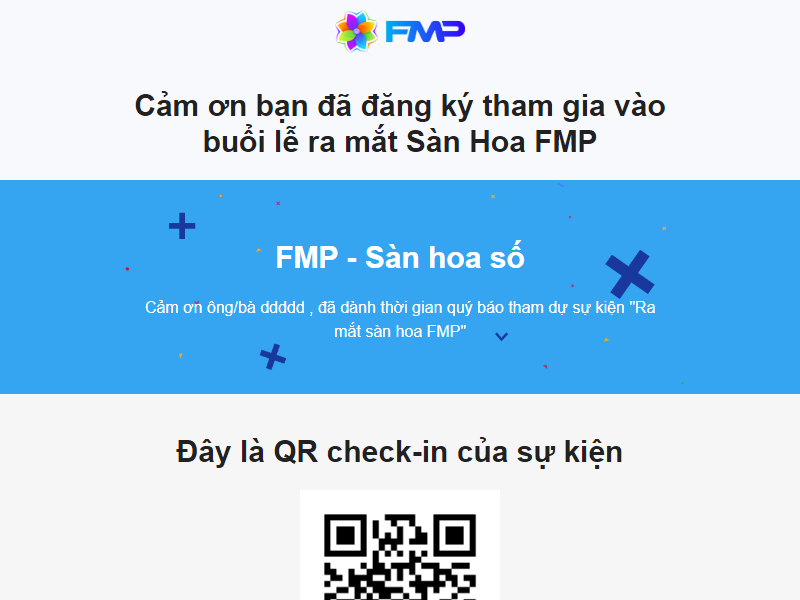 FMP
Cảm ơn bạn đã đăng ký tham gia vào
buổi lễ ra mắt Sàn Hoa FMP
FMP - Sàn hoa số
Cảm ơn ông/bà ddddd , đã dành thời gian quý báo tham dự sự kiện "Ra
mắt sàn hoa FMP"
Đây là QR check-in của sự kiện